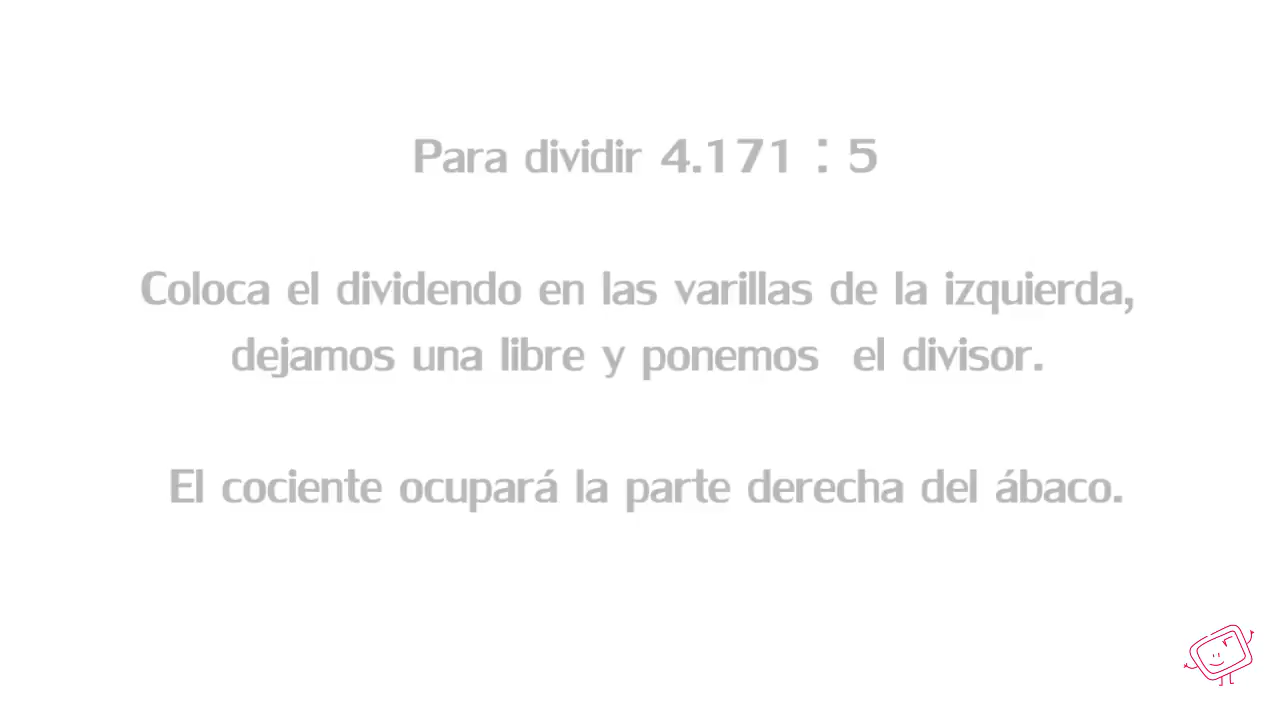 Para dividir 4.171 : 5
Coloca el dividendo en las varillas de la izquierda,
dejamos una libre y ponemos  el divisor.
El cociente ocupará la parte derecha del ábaco.